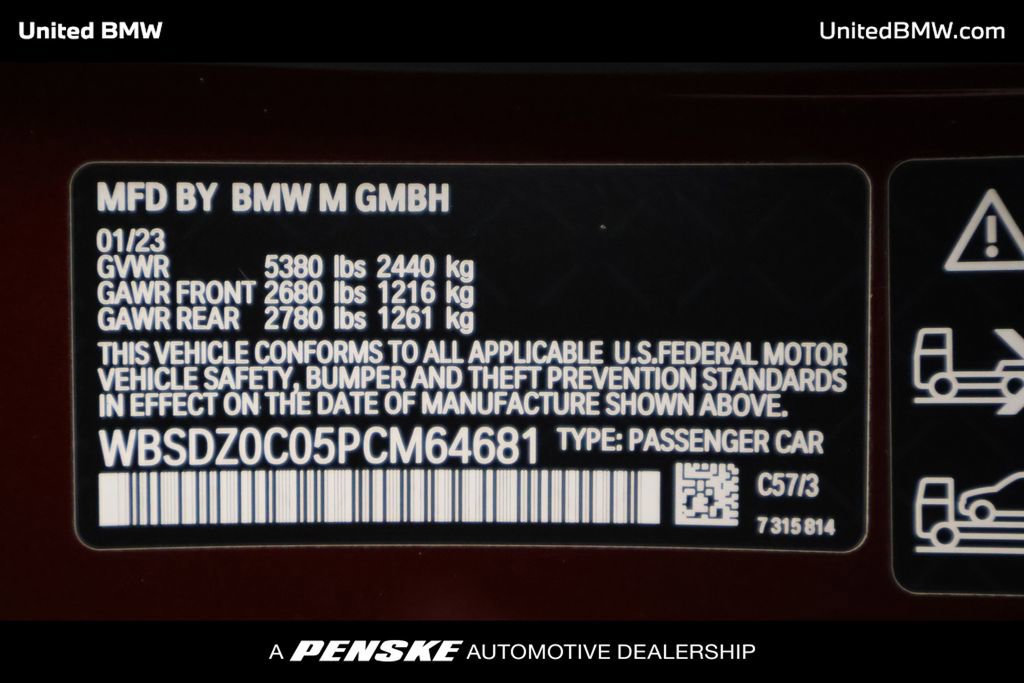 United BMW
UnitedBMW.com
MFD BY BMW M GMBH
01/23
GVWR 5380 lbs 2440 kg
GAWR FRONT 2680 lbs 1216 kg
GAWR REAR 2780 lbs 1261 kg
THIS VEHICLE CONFORMS TO ALL APPLICABLE U.S.FEDERAL MOTOR
VEHICLE SAFETY, BUMPER AND THEFT PREVENTION STANDARDS
IN EFFECT ON THE DATE OF MANUFACTURE SHOWN ABOVE.
WBSDZ0C05PCM64681 TYPE: PASSENGER CAR
C57/3
7 315 814
A PENSKE AUTOMOTIVE DEALERSHIP